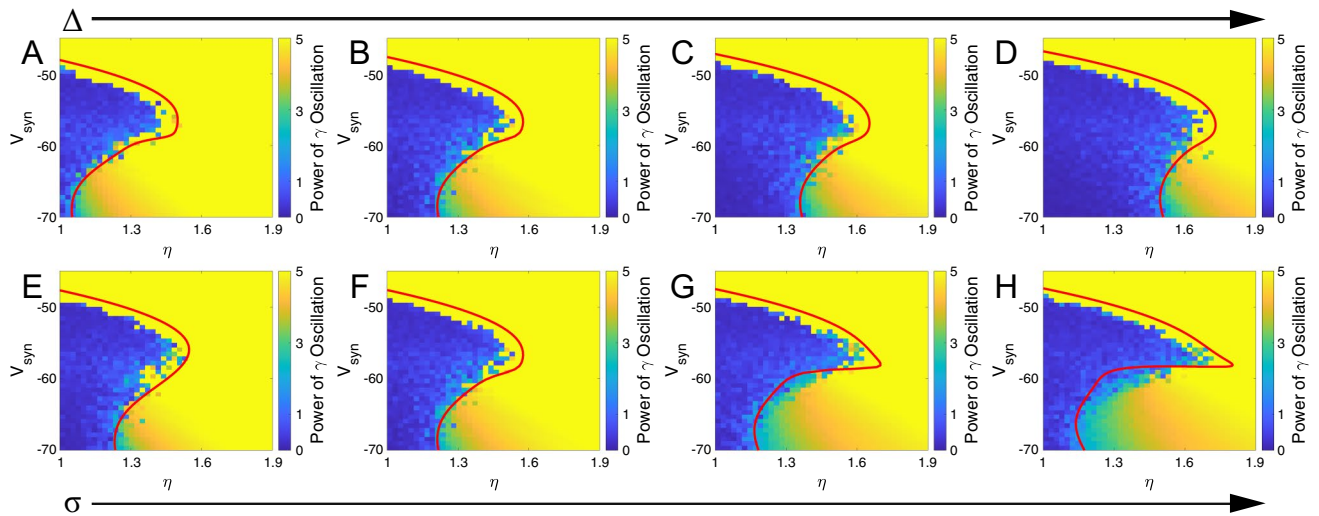 Δ
A B C D
-50 -60 -70
V_syn
1 1.3 1.6 1.9
η
5 3 1 0
Power of γ Oscillation
-50 -60 -70
V_syn
1 1.3 1.6 1.9
η
5 3 1 0
Power of γ Oscillation
-50 -60 -70
V_syn
1 1.3 1.6 1.9
η
5 3 1 0
Power of γ Oscillation
-50 -60 -70
V_syn
1 1.3 1.6 1.9
η
5 3 1 0
Power of γ Oscillation
E F G H
-50 -60 -70
V_syn
1 1.3 1.6 1.9
η
5 3 1 0
Power of γ Oscillation
-50 -60 -70
V_syn
1 1.3 1.6 1.9
η
5 3 1 0
Power of γ Oscillation
-50 -60 -70
V_syn
1 1.3 1.6 1.9
η
5 3 1 0
Power of γ Oscillation
-50 -60 -70
V_syn
1 1.3 1.6 1.9
η
5 3 1 0
Power of γ Oscillation
σ